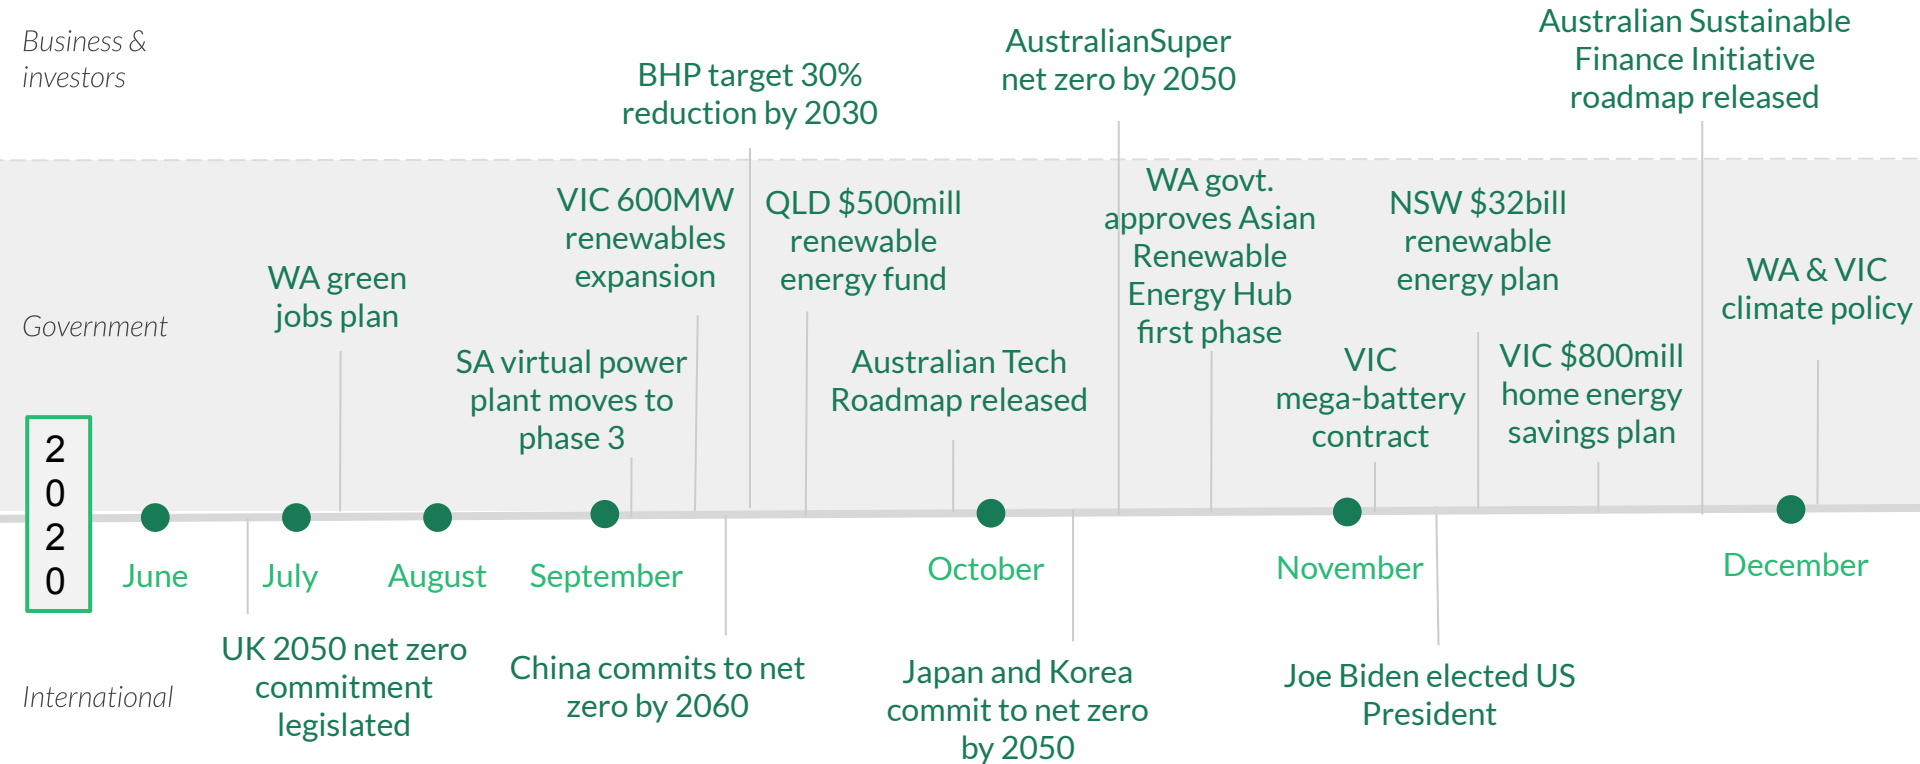 Business &
investors
BHP target 30%
reduction by 2030
AustralianSuper
net zero by 2050
Australian Sustainable
Finance Initiative
roadmap released
Government
WA green
jobs plan
SA virtual power
plant moves to
phase 3
VIC 600MW
renewables
expansion
QLD $500mill
renewable
energy fund
Australian Tech
Roadmap released
WA govt.
approves Asian
Renewable
Energy Hub
first phase
VIC
mega-battery
contract
NSW $32bill
renewable
energy plan
VIC $800mill
home energy
savings plan
WA & VIC
climate policy
2
0
2
0
June
July
August
September
October
November
December
International
UK 2050 net zero
commitment
legislated
China commits to net
zero by 2060
Japan and Korea
commit to net zero
by 2050
Joe Biden elected US
President